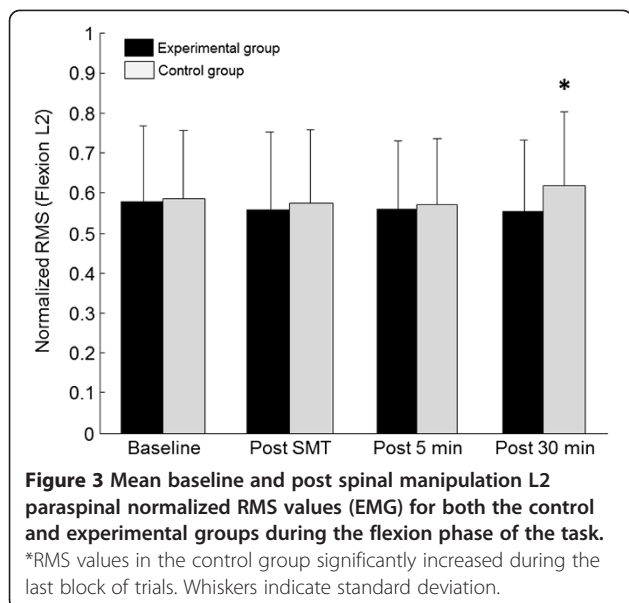 1
0.9
0.8
0.7
0.6
0.5
0.4
0.3
0.2
0.1
0
Normalized RMS (Flexion L2)
Experimental group
Control group
*
Baseline Post SMT Post 5 min Post 30 min
Figure 3 Mean baseline and post spinal manipulation L2
paraspinal normalized RMS values (EMG) for both the control
and experimental groups during the flexion phase of the task.
*RMS values in the control group significantly increased during the
last block of trials. Whiskers indicate standard deviation.